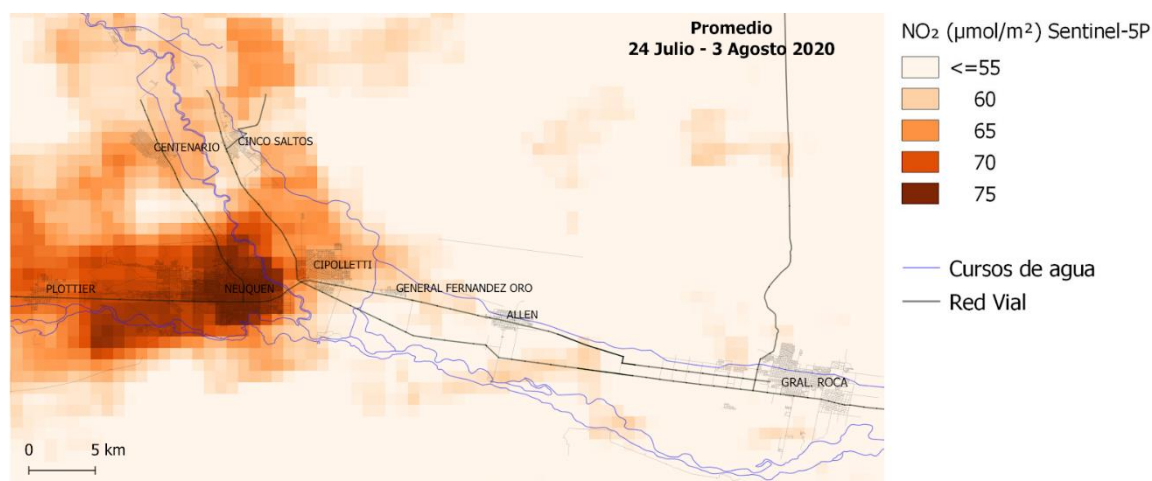 Promedio
24 Julio - 3 Agosto 2020
NO₂ (µmol/m²) Sentinel-5P
<=55
60
65
70
75
Cursos de agua
Red Vial
CENTENARIO
CINCO SALTOS
CIPOLLETTI
PLOTTIER
NEUQUEN
GENERAL FERNANDEZ ORO
ALLEN
GRAL. ROCA
0 5 km